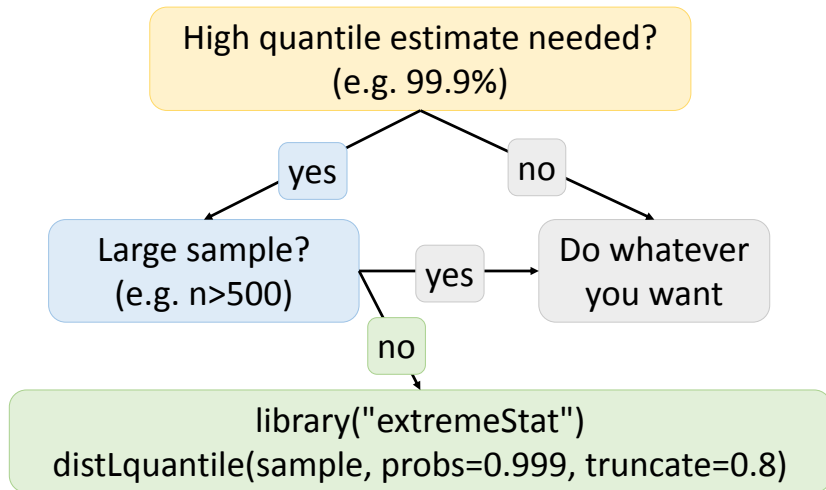 High quantile estimate needed?
(e.g. 99.9%)
yes
no
Large sample?
(e.g. n>500)
yes
Do whatever
you want
no
library("extremeStat")
distLquantile(sample, probs=0.999, truncate=0.8)